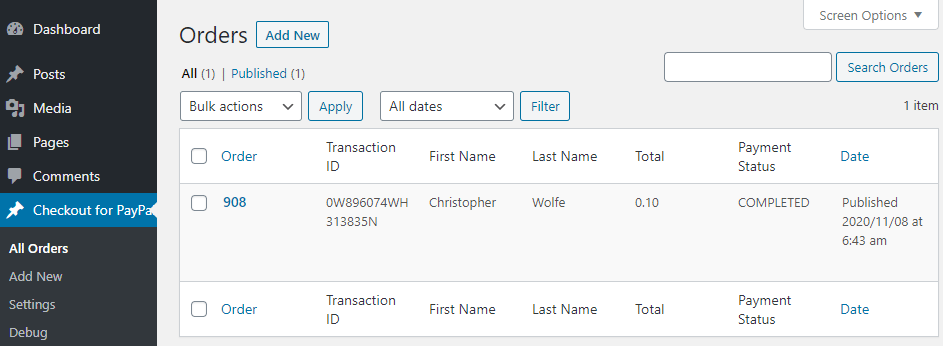 Screen Options
Dashboard
Orders Add New
Posts
All (1) | Published (1)
Search Orders
Media
Bulk actions Apply All dates Filter
1 item
Pages
Comments
Order Transaction ID First Name Last Name Total Payment Status Date
Checkout for PayPa
908 0W896074WH Christopher Wolfe 0.10 COMPLETED Published
313835N 2020/11/08 at
6:43 am
All Orders
Add New
Settings
Debug
Order Transaction ID First Name Last Name Total Payment Status Date